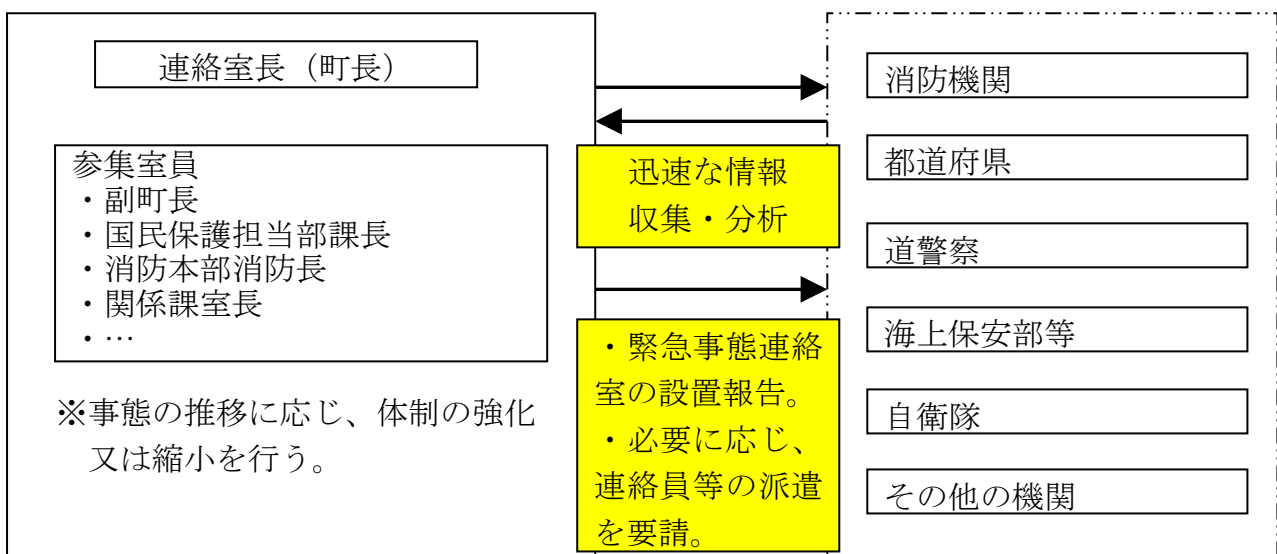 連絡室長（町長）
参集室員
・副町長
・国民保護担当部課長
・消防本部消防長
・関係課室長
・…
※事態の推移に応じ、体制の強化
又は縮小を行う。
迅速な情報
収集・分析
・緊急事態連絡
室の設置報告。
・必要に応じ、
連絡員等の派遣
を要請。
消防機関
都道府県
道警察
海上保安部等
自衛隊
その他の機関